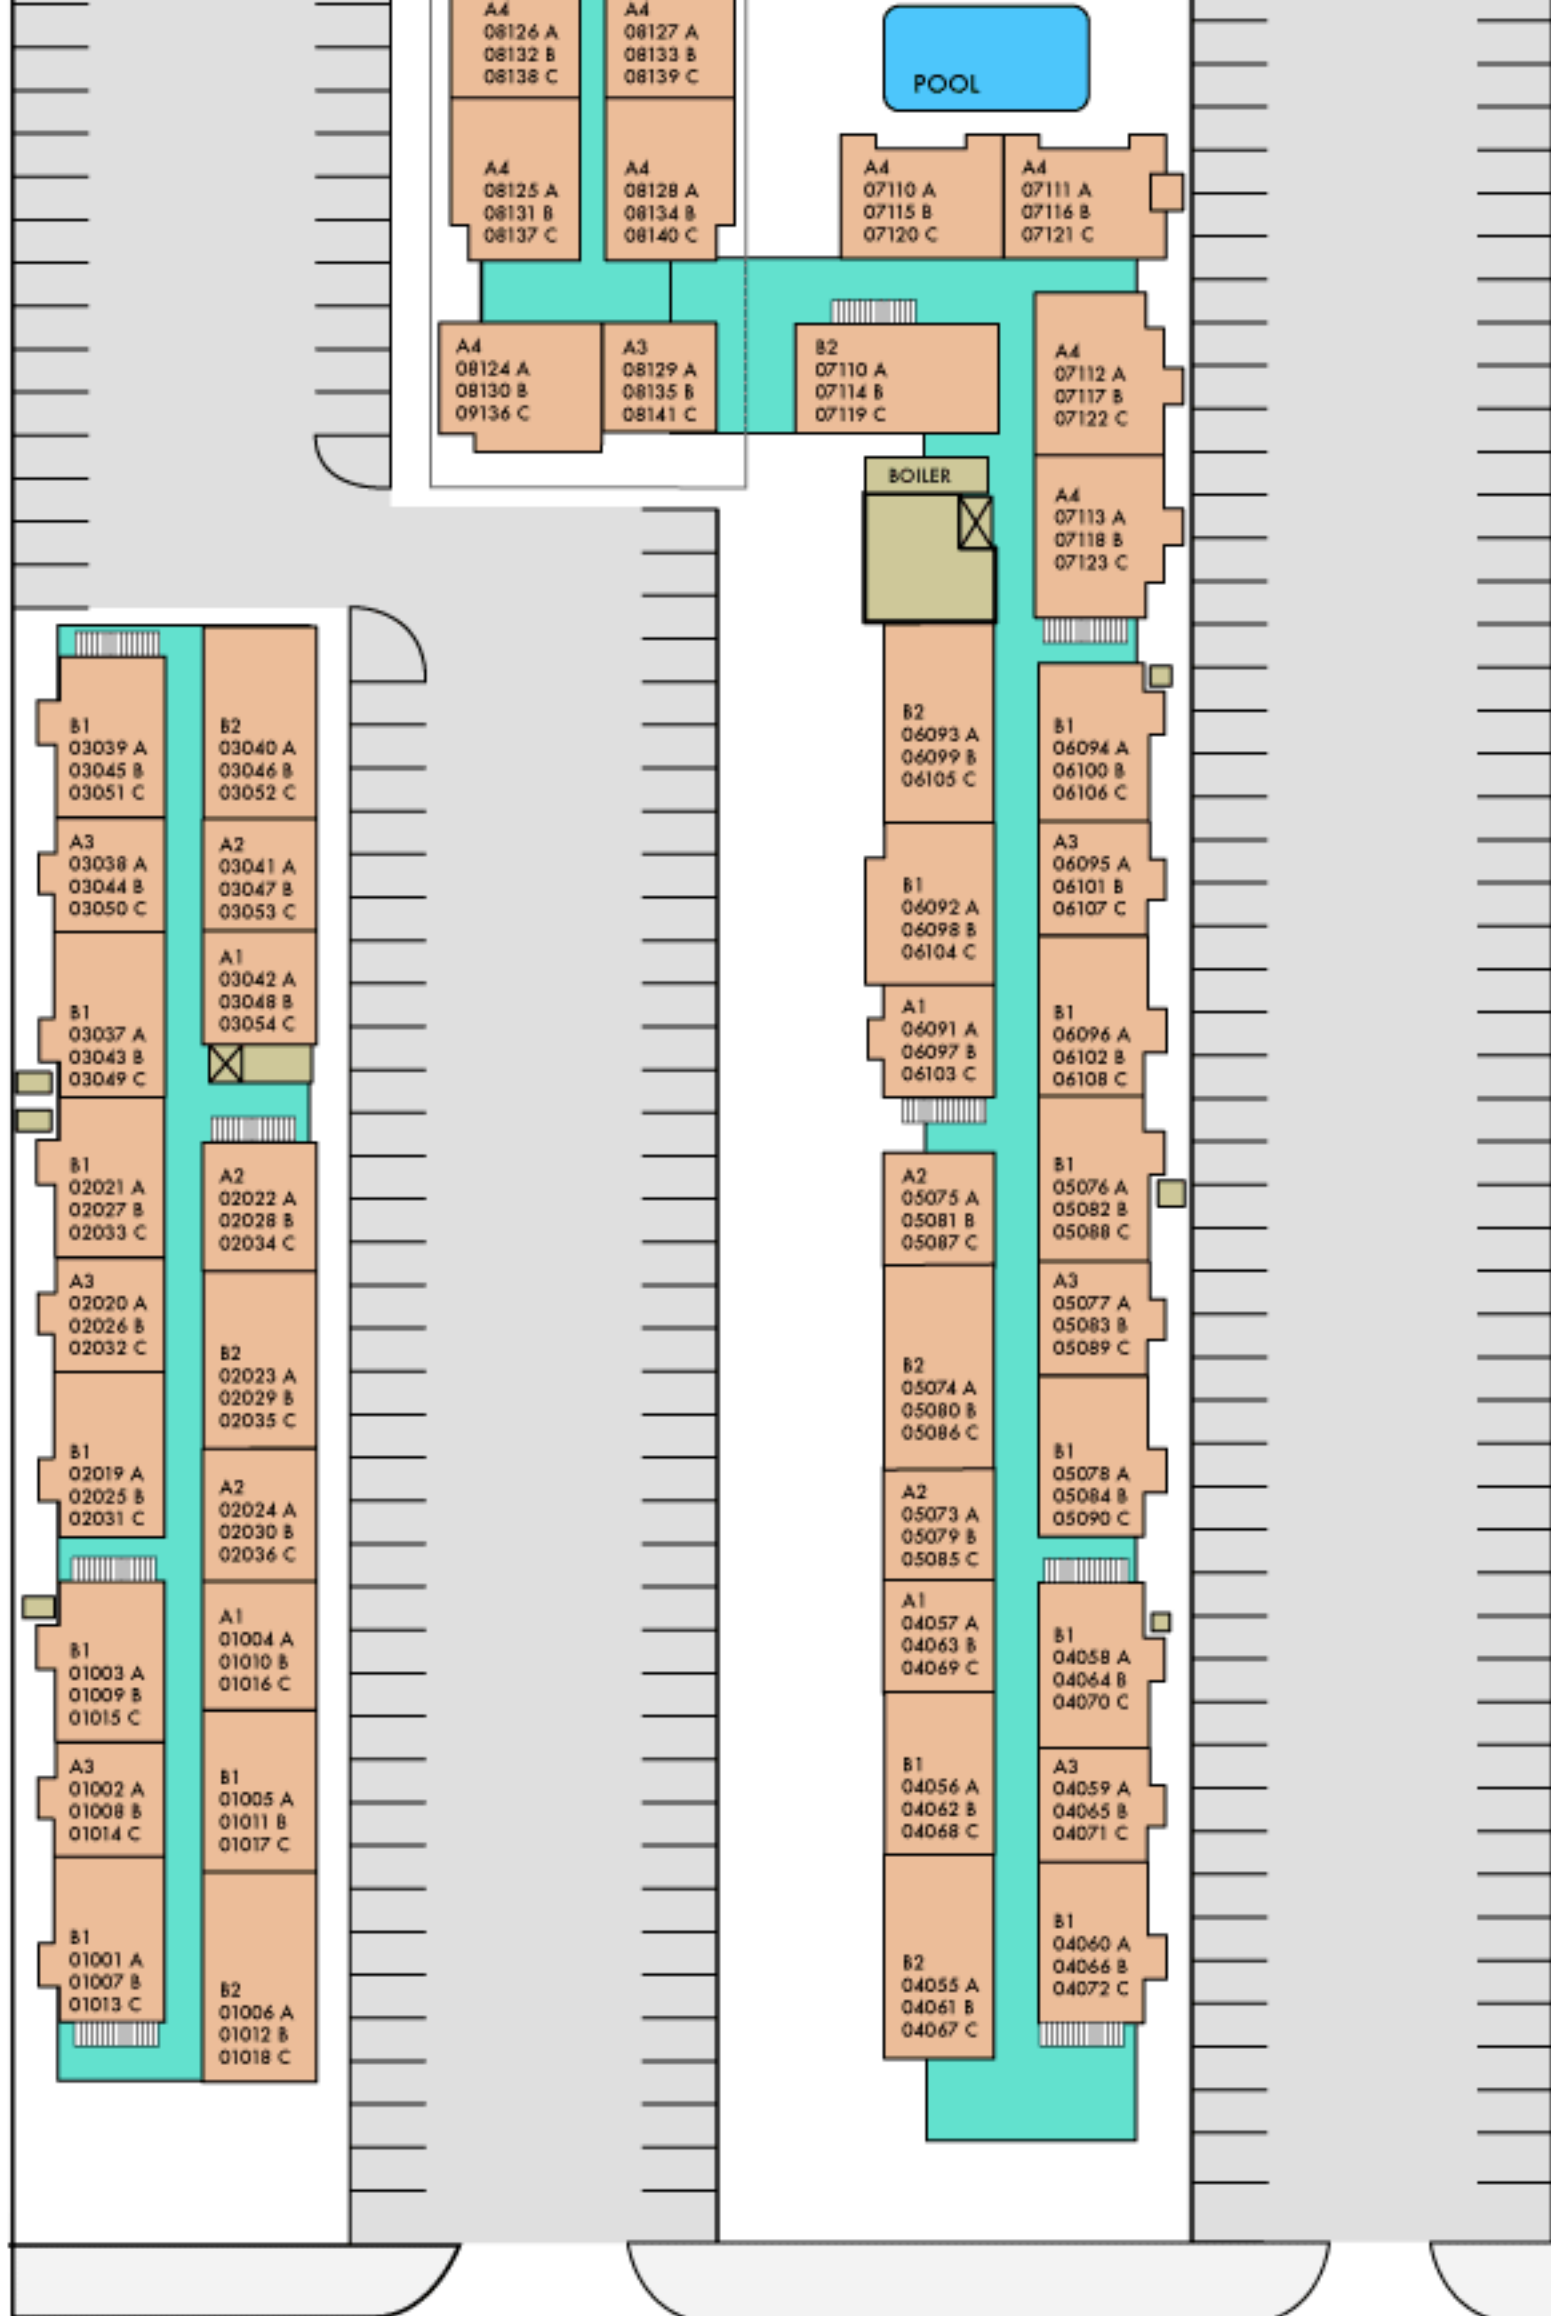 A4
08126 A
08132 B
08138 C
A4
08127 A
08133 B
08139 C
POOL
A4
08125 A
08131 B
08137 C
A4
08128 A
08134 B
08140 C
A4
07110 A
07115 B
07120 C
A4
07111 A
07116 B
07121 C
A4
08124 A
08130 B
09136 C
A3
08129 A
08135 B
08141 C
B2
07110 A
07114 B
07119 C
A4
07112 A
07117 B
07122 C
BOILER
A4
07113 A
07118 B
07123 C
B1
03039 A
03045 B
03051 C
B2
03040 A
03046 B
03052 C
A3
03038 A
03044 B
03050 C
A2
03041 A
03047 B
03053 C
B1
03037 A
03043 B
03049 C
A1
03042 A
03048 B
03054 C
B1
02021 A
02027 B
02033 C
A2
02022 A
02028 B
02034 C
A3
02020 A
02026 B
02032 C
B2
02023 A
02029 B
02035 C
B1
02019 A
02025 B
02031 C
A2
02024 A
02030 B
02036 C
B1
01003 A
01009 B
01015 C
A1
01004 A
01010 B
01016 C
A3
01002 A
01008 B
01014 C
B1
01005 A
01011 B
01017 C
B1
01001 A
01007 B
01013 C
B2
01006 A
01012 B
01018 C
B2
06093 A
06099 B
06105 C
B1
06094 A
06100 B
06106 C
B1
06092 A
06098 B
06104 C
A3
06095 A
06101 B
06107 C
A1
06091 A
06097 B
06103 C
B1
06096 A
06102 B
06108 C
A2
05075 A
05081 B
05087 C
B1
05076 A
05082 B
05088 C
B2
05074 A
05080 B
05086 C
A3
05077 A
05083 B
05089 C
A2
05073 A
05079 B
05085 C
B1
05078 A
05084 B
05090 C
A1
04057 A
04063 B
04069 C
B1
04058 A
04064 B
04070 C
B1
04056 A
04062 B
04068 C
A3
04059 A
04065 B
04071 C
B2
04055 A
04061 B
04067 C
B1
04060 A
04066 B
04072 C